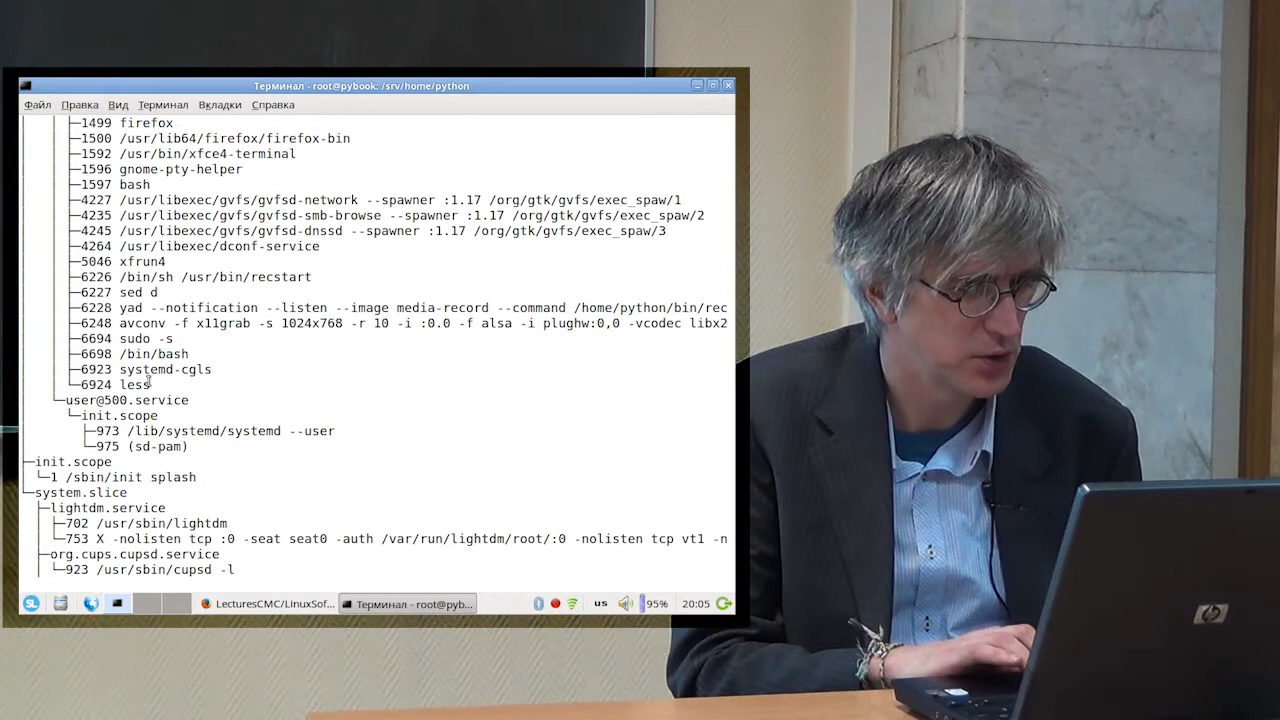 Терминал - root@pybook: /srv/home/python
Файл Правка Вид Терминал Вкладки Справка
├─1499 firefox
├─1500 /usr/lib64/firefox/firefox-bin
├─1592 /usr/bin/xfce4-terminal
├─1596 gnome-pty-helper
├─1597 bash
├─4227 /usr/libexec/gvfs/gvfsd-network --spawner :1.17 /org/gtk/gvfs/exec_spaw/1
├─4235 /usr/libexec/gvfs/gvfsd-smb-browse --spawner :1.17 /org/gtk/gvfs/exec_spaw/2
├─4245 /usr/libexec/gvfs/gvfsd-dnssd --spawner :1.17 /org/gtk/gvfs/exec_spaw/3
├─4264 /usr/libexec/dconf-service
├─5046 xfrun4
├─6226 /bin/sh /usr/bin/recstart
├─6227 sed d
├─6228 yad --notification --listen --image media-record --command /home/python/bin/rec
├─6248 avconv -f x11grab -s 1024x768 -r 10 -i :0.0 -f alsa -i plughw:0,0 -vcodec libx2
├─6694 sudo -s
├─6698 /bin/bash
├─6923 systemd-cgls
└─6924 less
└─user@500.service
└─init.scope
├─973 /lib/systemd/systemd --user
└─975 (sd-pam)
├─init.scope
│ └─1 /sbin/init splash
└─system.slice
├─lightdm.service
│ ├─702 /usr/sbin/lightdm
│ └─753 X -nolisten tcp :0 -seat seat0 -auth /var/run/lightdm/root/:0 -nolisten tcp vt1 -n
├─org.cups.cupsd.service
│ └─923 /usr/sbin/cupsd -l
LecturesCMC/LinuxSof... Терминал - root@pyb... us 95% 20:05
hp